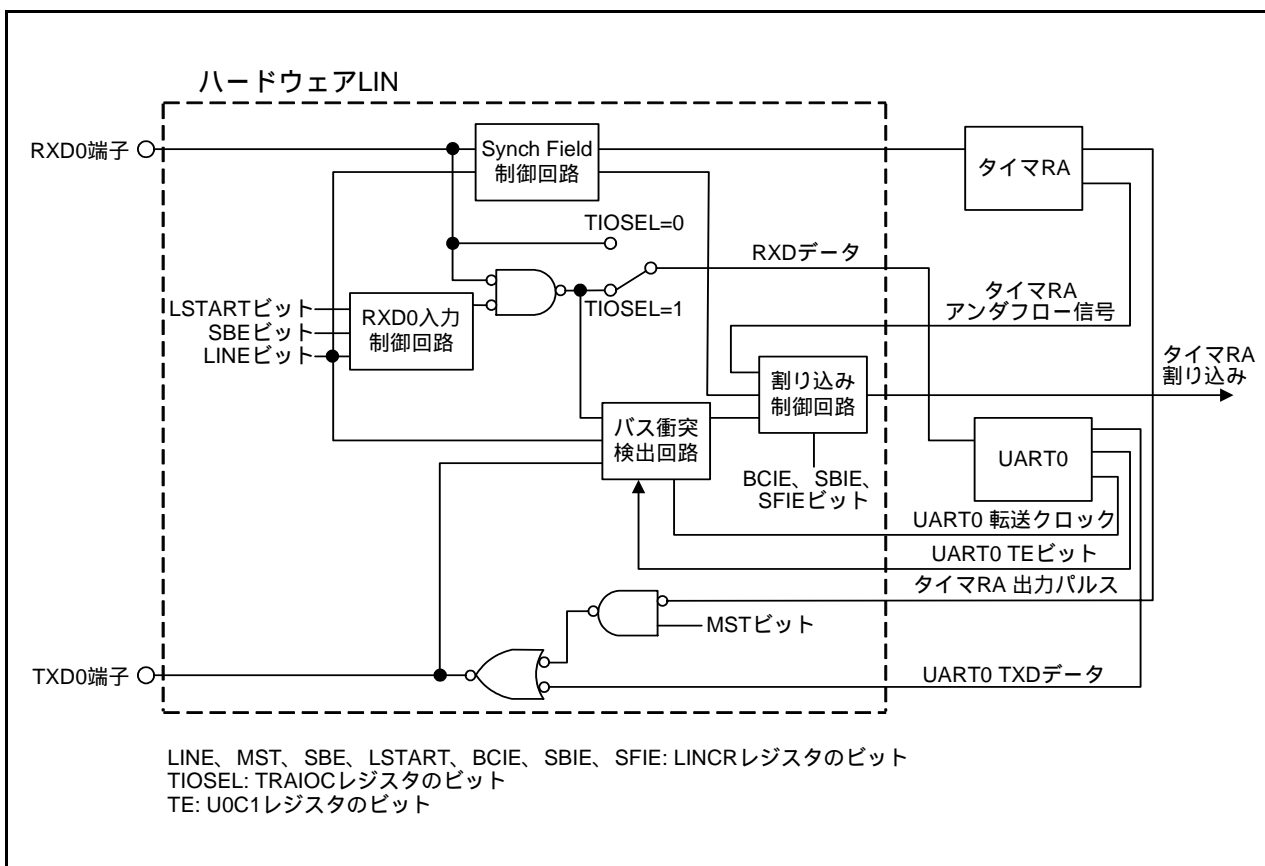 ハードウェアLIN
RXD0端子
Synch Field
制御回路
タイマRA
TIOSEL=0
RXDデータ
TIOSEL=1
LSTARTビット
SBEビット
LINEビット
RXD0入力
制御回路
タイマRA
アンダフロー信号
割り込み
制御回路
タイマRA
割り込み
バス衝突
検出回路
BCIE、SBIE、
SFIEビット
UART0
UART0 転送クロック
UART0 TEビット
タイマRA 出力パルス
MSTビット
TXD0端子
UART0 TXDデータ
LINE、MST、SBE、LSTART、BCIE、SBIE、SFIE: LINCRレジスタのビット
TIOSEL: TRAIOCレジスタのビット
TE: U0C1レジスタのビット